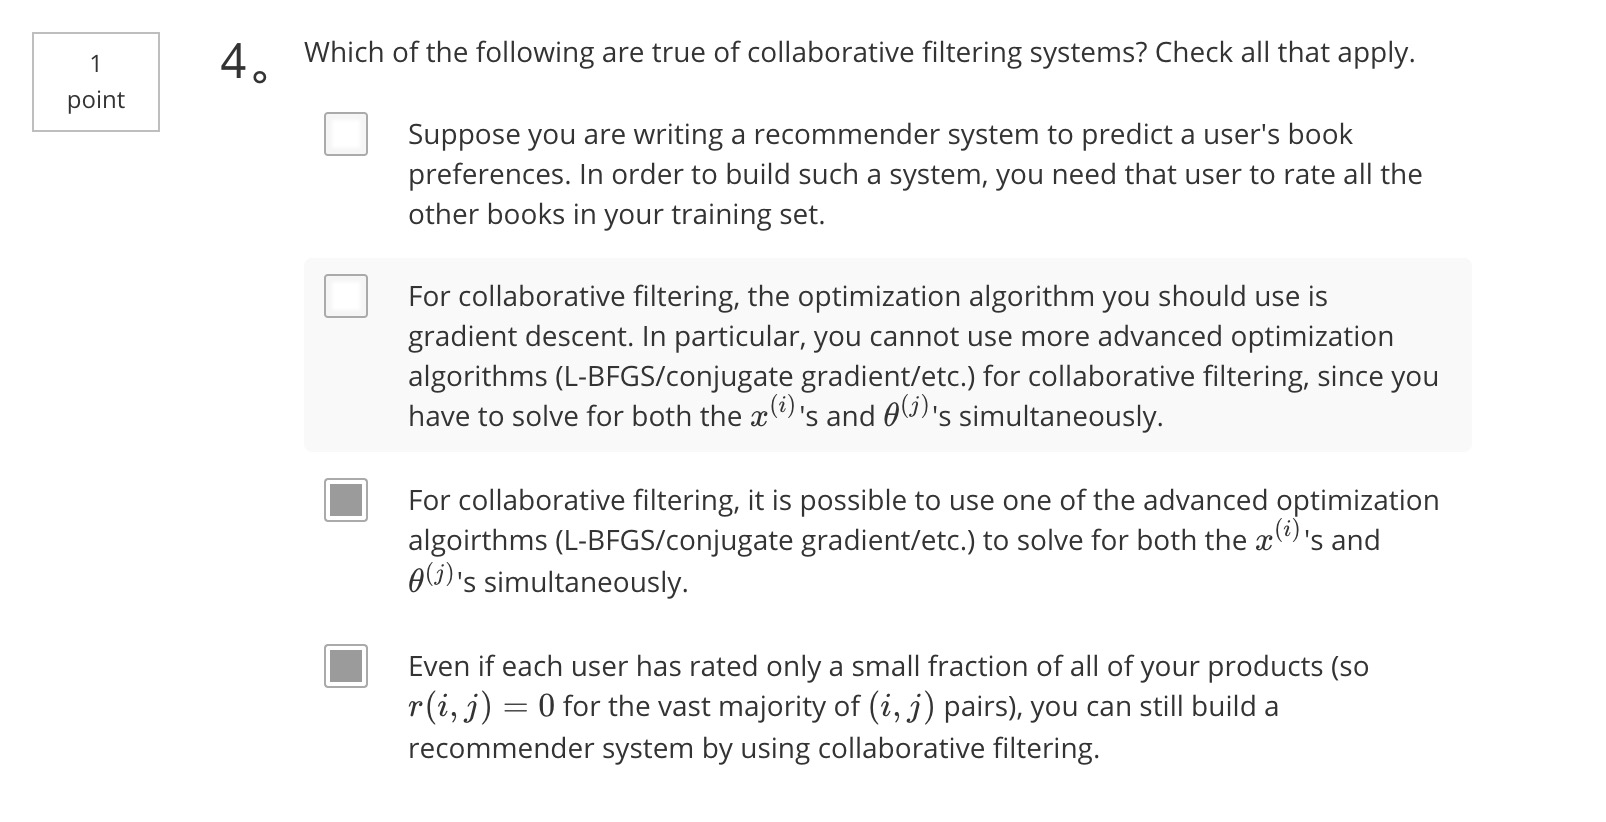 1
point
4.
Which of the following are true of collaborative filtering systems? Check all that apply.
Suppose you are writing a recommender system to predict a user's book
preferences. In order to build such a system, you need that user to rate all the
other books in your training set.
For collaborative filtering, the optimization algorithm you should use is
gradient descent. In particular, you cannot use more advanced optimization
algorithms (L-BFGS/conjugate gradient/etc.) for collaborative filtering, since you
have to solve for both the x^(i)'s and θ^(j)'s simultaneously.
For collaborative filtering, it is possible to use one of the advanced optimization
algoirthms (L-BFGS/conjugate gradient/etc.) to solve for both the x^(i)'s and
θ^(j)'s simultaneously.
Even if each user has rated only a small fraction of all of your products (so
r(i, j) = 0 for the vast majority of (i, j) pairs), you can still build a
recommender system by using collaborative filtering.